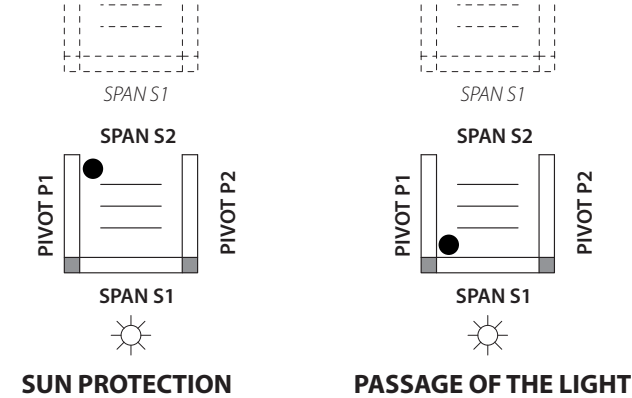 SPAN S1 SPAN S1
SPAN S2 SPAN S2
PIVOT P1 PIVOT P2 PIVOT P1 PIVOT P2
SPAN S1 SPAN S1
SUN PROTECTION PASSAGE OF THE LIGHT